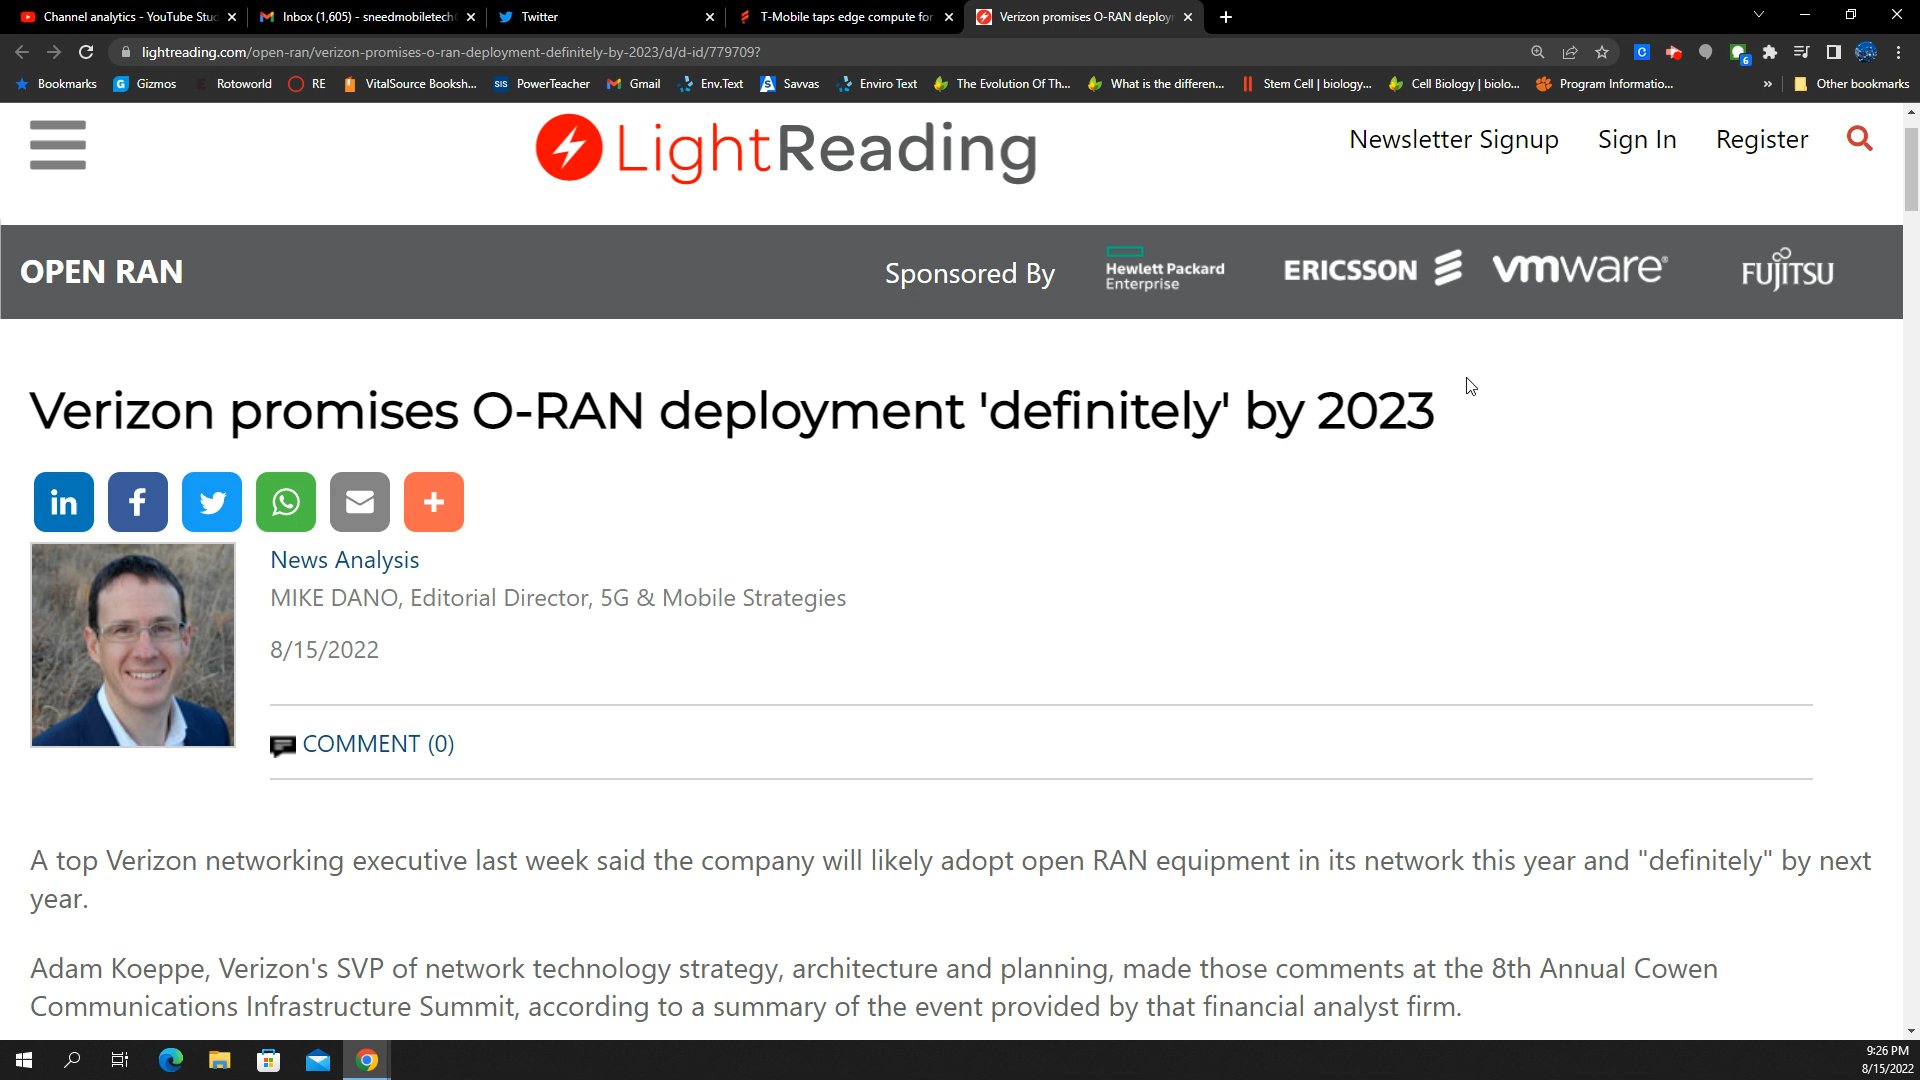 Channel analytics - YouTube Stu
Inbox (1,605) - sneedmobiletech
Twitter
T-Mobile taps edge compute for
Verizon promises O-RAN deploy
lightreading.com/open-ran/verizon-promises-o-ran-deployment-definitely-by-2023/d/d-id/779709?
Bookmarks
Gizmos
Rotoworld
RE
VitalSource Booksh...
SIS
PowerTeacher
Gmail
Env.Text
Savvas
Enviro Text
The Evolution Of Th...
What is the differen...
Stem Cell | biology...
Cell Biology | biolo...
Program Informatio...
»
Other bookmarks
LightReading
Newsletter Signup
Sign In
Register
OPEN RAN
Sponsored By
Hewlett Packard
Enterprise
ERICSSON
vmware®
FUJITSU
Verizon promises O-RAN deployment 'definitely' by 2023
News Analysis
MIKE DANO, Editorial Director, 5G & Mobile Strategies
8/15/2022
COMMENT (0)
A top Verizon networking executive last week said the company will likely adopt open RAN equipment in its network this year and "definitely" by next
year.
Adam Koeppe, Verizon's SVP of network technology strategy, architecture and planning, made those comments at the 8th Annual Cowen
Communications Infrastructure Summit, according to a summary of the event provided by that financial analyst firm.
9:26 PM
8/15/2022